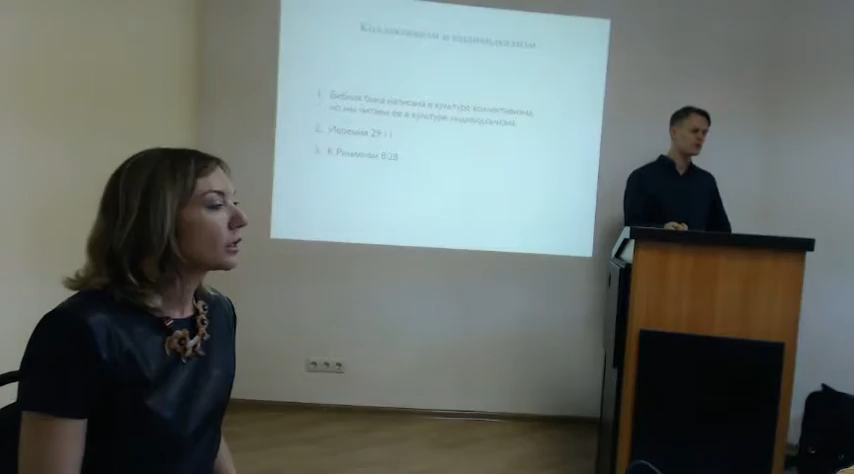 Коллективизм и индивидуализм
1. Библия была написана в культуре коллективизма,
но мы читаем ее в культуре индивидуализма.
2. Иеремия 29:11
3. К Римлянам 8:28